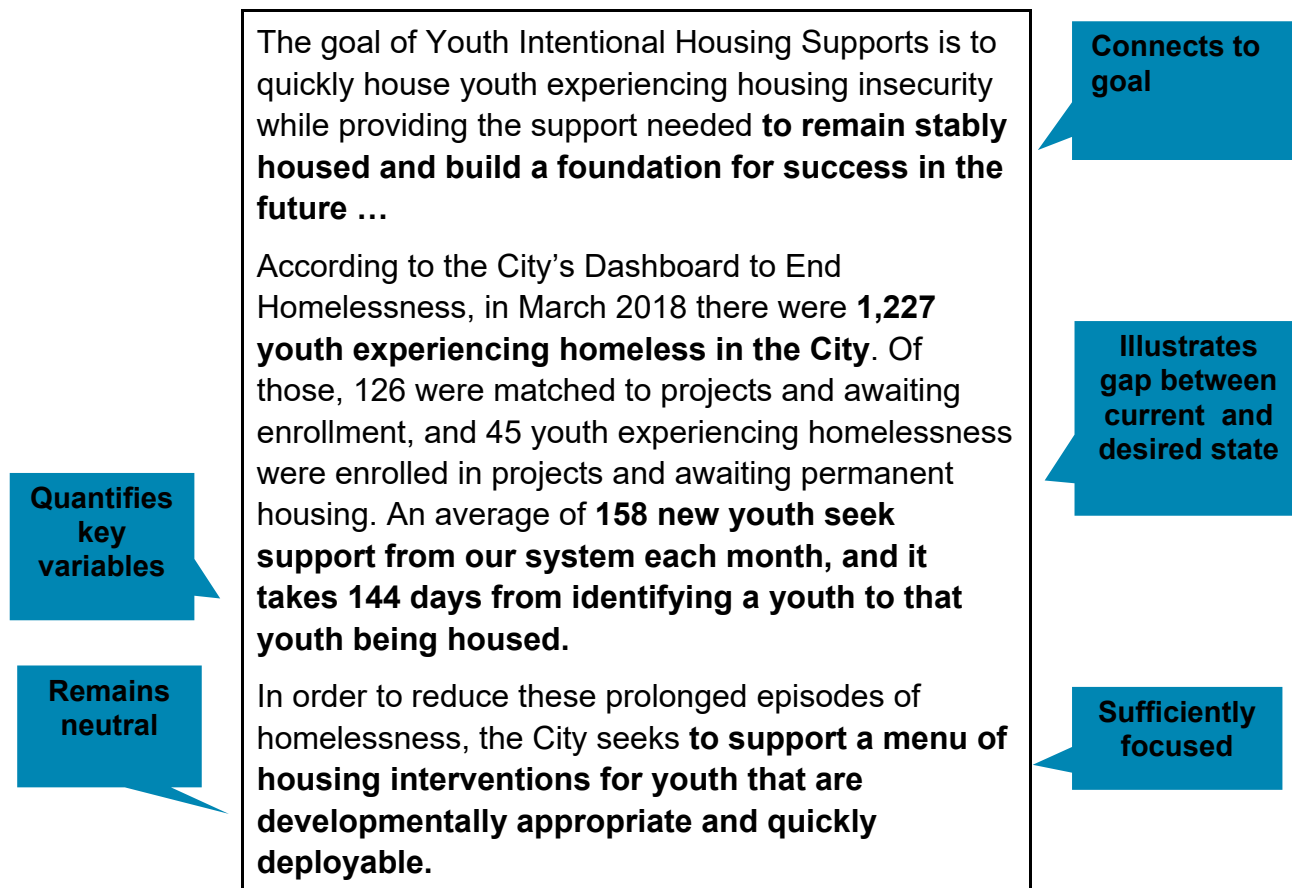 The goal of Youth Intentional Housing Supports is to
quickly house youth experiencing housing insecurity
while providing the support needed to remain stably
housed and build a foundation for success in the
future …
Connects to
goal
According to the City’s Dashboard to End
Homelessness, in March 2018 there were 1,227
youth experiencing homeless in the City. Of
those, 126 were matched to projects and awaiting
enrollment, and 45 youth experiencing homelessness
were enrolled in projects and awaiting permanent
housing. An average of 158 new youth seek
support from our system each month, and it
takes 144 days from identifying a youth to that
youth being housed.
Illustrates
gap between
current and
desired state
Quantifies
key
variables
Remains
neutral
In order to reduce these prolonged episodes of
homelessness, the City seeks to support a menu of
housing interventions for youth that are
developmentally appropriate and quickly
deployable.
Sufficiently
focused